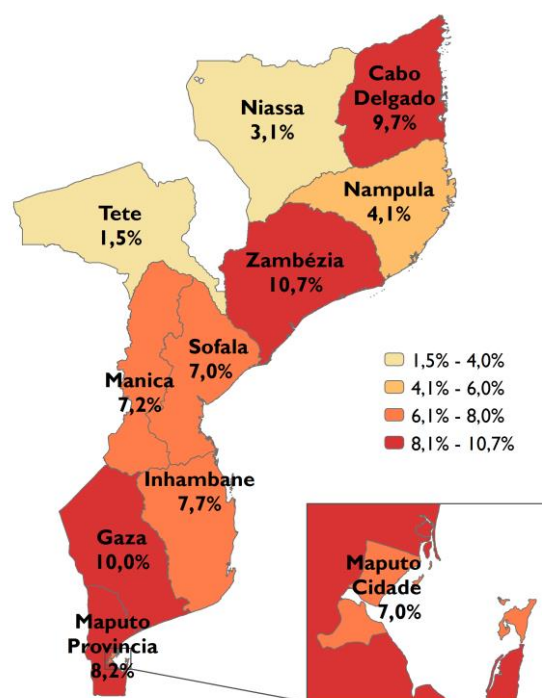 Cabo
Delgado
9,7%
Niassa
3,1%
Nampula
4,1%
Tete
1,5%
Zambézia
10,7%
Sofala
7,0%
Manica
7,2%
1,5% - 4,0%
4,1% - 6,0%
6,1% - 8,0%
8,1% - 10,7%
Inhambane
7,7%
Gaza
10,0%
Maputo
Provincia
8,2%
Maputo
Cidade
7,0%